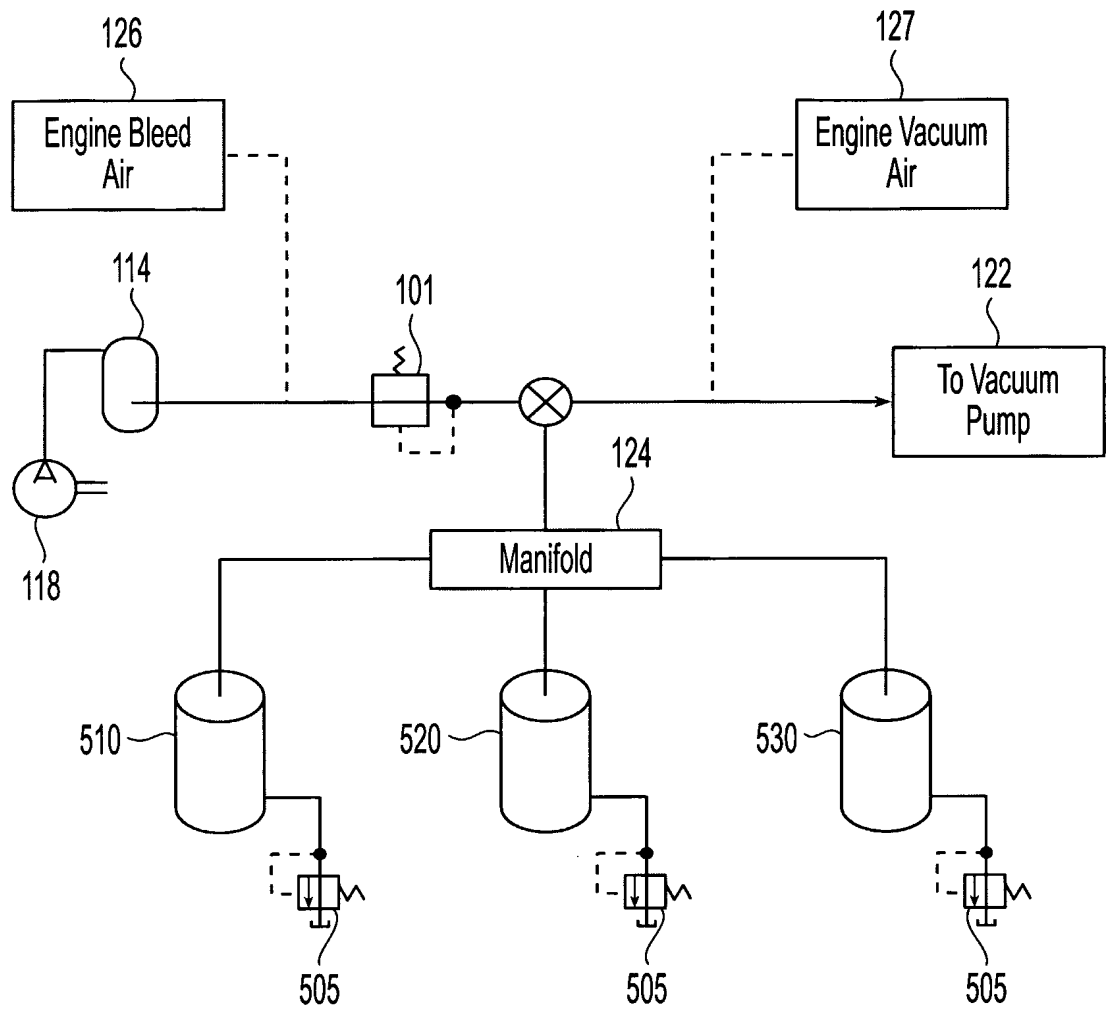 126
127
Engine Bleed
Air
Engine Vacuum
Air
114
101
122
To Vacuum
Pump
124
Manifold
118
510
520
530
505
505
505